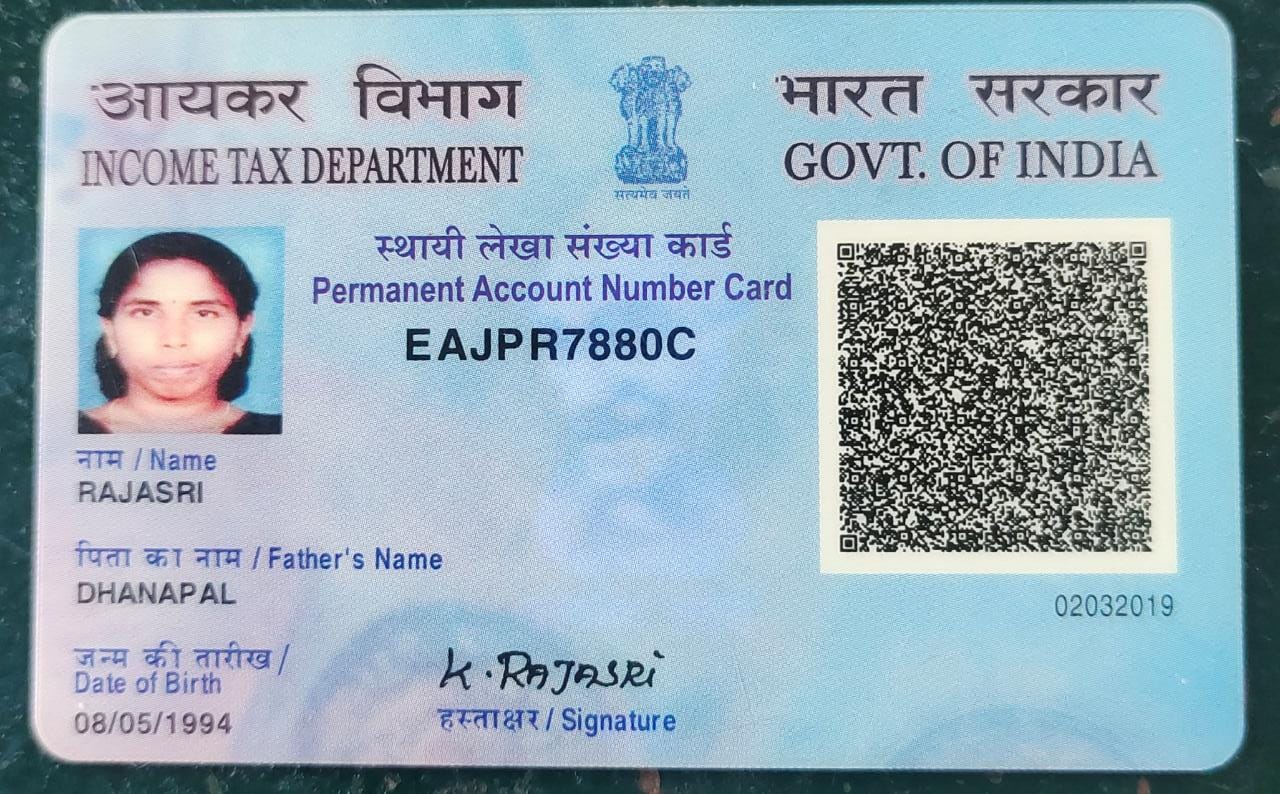 आयकर विभाग
INCOME TAX DEPARTMENT
सत्यमेव जयते
भारत सरकार
GOVT. OF INDIA
स्थायी लेखा संख्या कार्ड
Permanent Account Number Card
EAJPR7880C
नाम / Name
RAJASRI
पिता का नाम / Father's Name
DHANAPAL
02032019
जन्म की तारीख /
Date of Birth
08/05/1994
K. RAJASRi
हस्ताक्षर / Signature